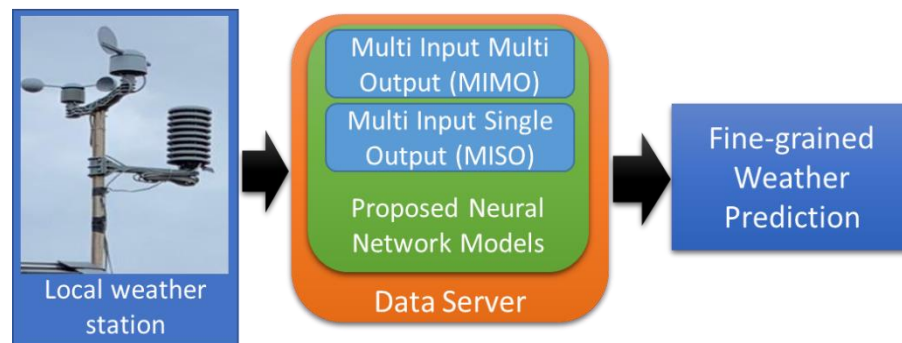 Local weather
station
Multi Input Multi
Output (MIMO)
Multi Input Single
Output (MISO)
Proposed Neural
Network Models
Data Server
Fine-grained
Weather
Prediction